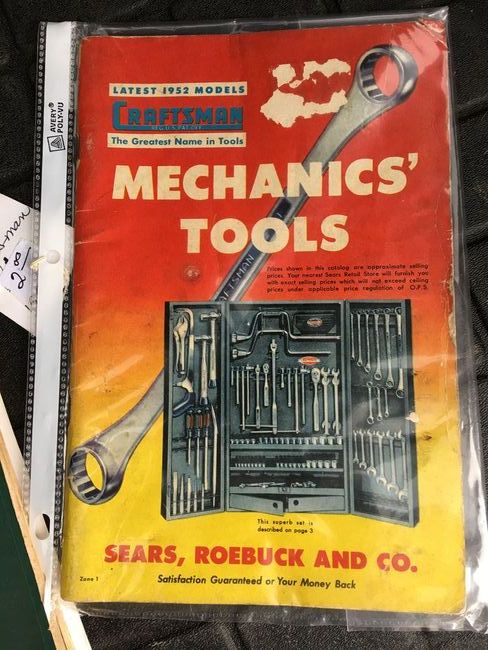 AVERY®
POLY-VU
LATEST 1952 MODELS
CRAFTSMAN
The Greatest Name in Tools
MECHANICS'
TOOLS
Prices shown in this catalog are approximate selling
prices. Your nearest Sears Retail Store will furnish you
with exact selling prices which will not exceed ceiling
prices under applicable price regulation of O.P.S.
This superb set is
described on page 3
SEARS, ROEBUCK AND CO.
Zone 1
Satisfaction Guaranteed or Your Money Back